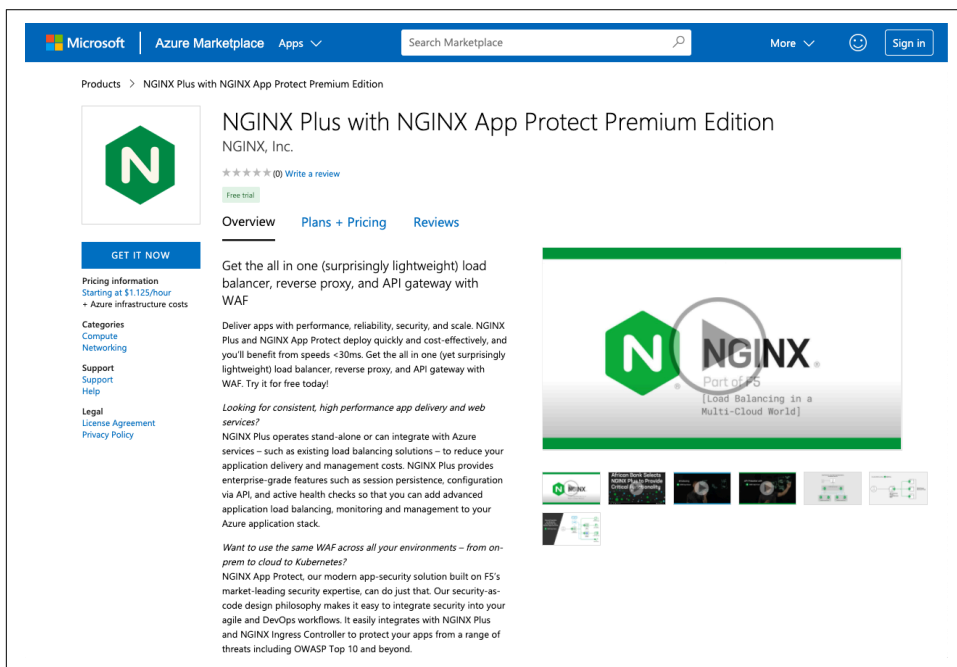 Microsoft
Azure Marketplace
Apps
Search Marketplace
More
Sign in
Products > NGINX Plus with NGINX App Protect Premium Edition
N
NGINX Plus with NGINX App Protect Premium Edition
NGINX, Inc.
(0) Write a review
Free trial
Overview
Plans + Pricing
Reviews
GET IT NOW
Pricing information
Starting at $1.125/hour
+ Azure infrastructure costs
Categories
Compute
Networking
Support
Support
Help
Legal
License Agreement
Privacy Policy
Get the all in one (surprisingly lightweight) load
balancer, reverse proxy, and API gateway with
WAF
Deliver apps with performance, reliability, security, and scale. NGINX
Plus and NGINX App Protect deploy quickly and cost-effectively, and
you'll benefit from speeds <30ms. Get the all in one (yet surprisingly
lightweight) load balancer, reverse proxy, and API gateway with
WAF. Try it for free today!
Looking for consistent, high performance app delivery and web
services?
NGINX Plus operates stand-alone or can integrate with Azure
services – such as existing load balancing solutions – to reduce your
application delivery and management costs. NGINX Plus provides
enterprise-grade features such as session persistence, configuration
via API, and active health checks so that you can add advanced
application load balancing, monitoring and management to your
Azure application stack.
Want to use the same WAF across all your environments – from on-
prem to cloud to Kubernetes?
NGINX App Protect, our modern app-security solution built on F5's
market-leading security expertise, can do just that. Our security-as-
code design philosophy makes it easy to integrate security into your
agile and DevOps workflows. It easily integrates with NGINX Plus
and NGINX Ingress Controller to protect your apps from a range of
threats including OWASP Top 10 and beyond.
N
NGINX
Part of F5
[Load Balancing in a
Multi-Cloud World]
NGINX
African Bank Selects
NGINX Plus to Provide
Critical Functionality